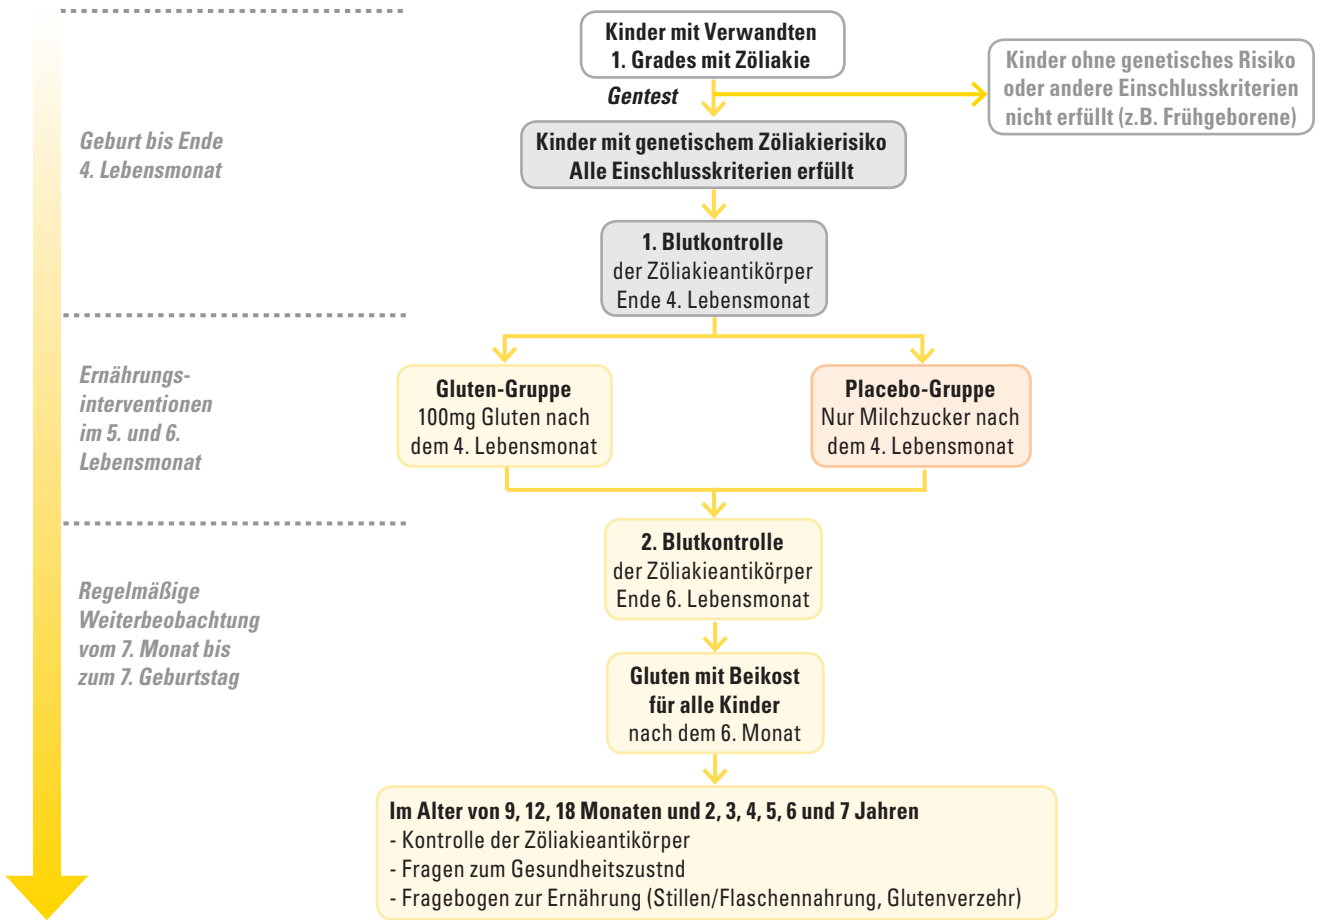 Kinder mit Verwandten
1. Grades mit Zöliakie
Gentest
Kinder ohne genetisches Risiko
oder andere Einschlusskriterien
nicht erfüllt (z.B. Frühgeborene)
Geburt bis Ende
4. Lebensmonat
Kinder mit genetischem Zöliakierisiko
Alle Einschlusskriterien erfüllt
1. Blutkontrolle
der Zöliakieantikörper
Ende 4. Lebensmonat
Ernährungs-
interventionen
im 5. und 6.
Lebensmonat
Gluten-Gruppe
100mg Gluten nach
dem 4. Lebensmonat
Placebo-Gruppe
Nur Milchzucker nach
dem 4. Lebensmonat
2. Blutkontrolle
der Zöliakieantikörper
Ende 6. Lebensmonat
Regelmäßige
Weiterbeobachtung
vom 7. Monat bis
zum 7. Geburtstag
Gluten mit Beikost
für alle Kinder
nach dem 6. Monat
Im Alter von 9, 12, 18 Monaten und 2, 3, 4, 5, 6 und 7 Jahren
- Kontrolle der Zöliakieantikörper
- Fragen zum Gesundheitszustnd
- Fragebogen zur Ernährung (Stillen/Flaschennahrung, Glutenverzehr)